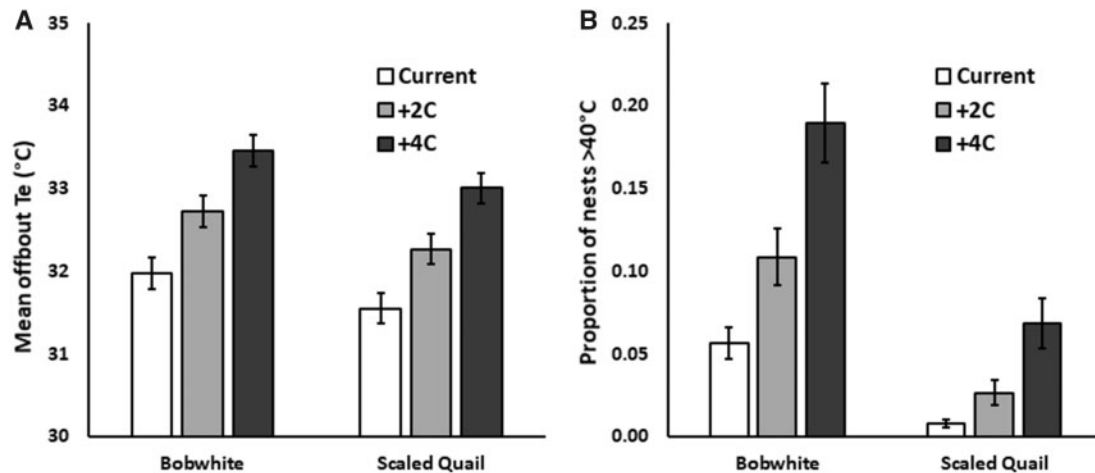 A
Mean offbout Te (°C)
35
34
33
32
31
30
Current
+2C
+4C
Bobwhite
Scaled Quail
B
Proportion of nests >40°C
0.25
0.20
0.15
0.10
0.05
0.00
Current
+2C
+4C
Bobwhite
Scaled Quail